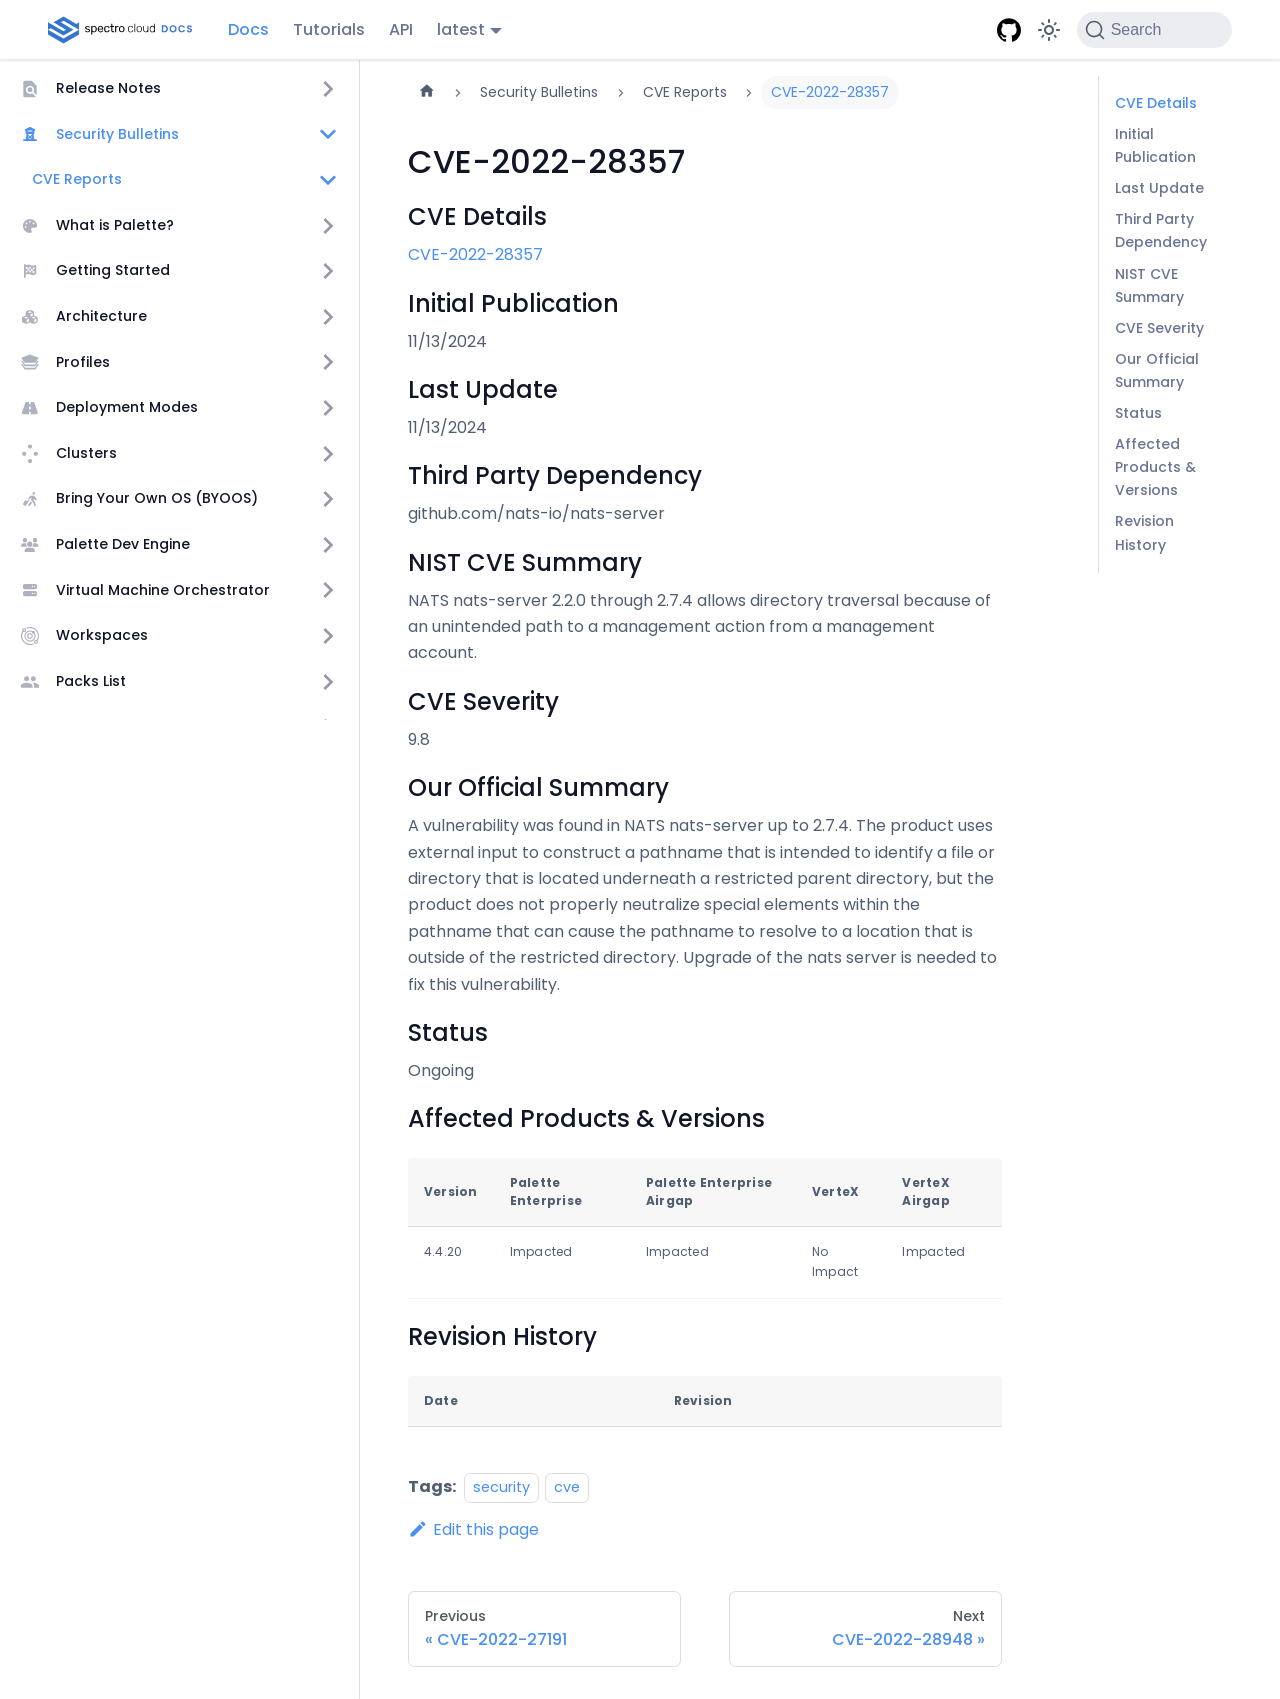 spectro cloud DOCS Docs Tutorials API latest Search
Release Notes
Security Bulletins
CVE Reports
What is Palette?
Getting Started
Architecture
Profiles
Deployment Modes
Clusters
Bring Your Own OS (BYOOS)
Palette Dev Engine
Virtual Machine Orchestrator
Workspaces
Packs List
Security Bulletins CVE Reports CVE-2022-28357
CVE-2022-28357
CVE Details
CVE-2022-28357
Initial Publication
11/13/2024
Last Update
11/13/2024
Third Party Dependency
github.com/nats-io/nats-server
NIST CVE Summary
NATS nats-server 2.2.0 through 2.7.4 allows directory traversal because of
an unintended path to a management action from a management
account.
CVE Severity
9.8
Our Official Summary
A vulnerability was found in NATS nats-server up to 2.7.4. The product uses
external input to construct a pathname that is intended to identify a file or
directory that is located underneath a restricted parent directory, but the
product does not properly neutralize special elements within the
pathname that can cause the pathname to resolve to a location that is
outside of the restricted directory. Upgrade of the nats server is needed to
fix this vulnerability.
Status
Ongoing
Affected Products & Versions
Version Palette Enterprise Palette Enterprise Airgap VerteX VerteX Airgap
4.4.20 Impacted Impacted No Impact Impacted
Revision History
Date Revision
Tags: security cve
Edit this page
Previous
« CVE-2022-27191
Next
CVE-2022-28948 »
CVE Details
Initial
Publication
Last Update
Third Party
Dependency
NIST CVE
Summary
CVE Severity
Our Official
Summary
Status
Affected
Products &
Versions
Revision
History